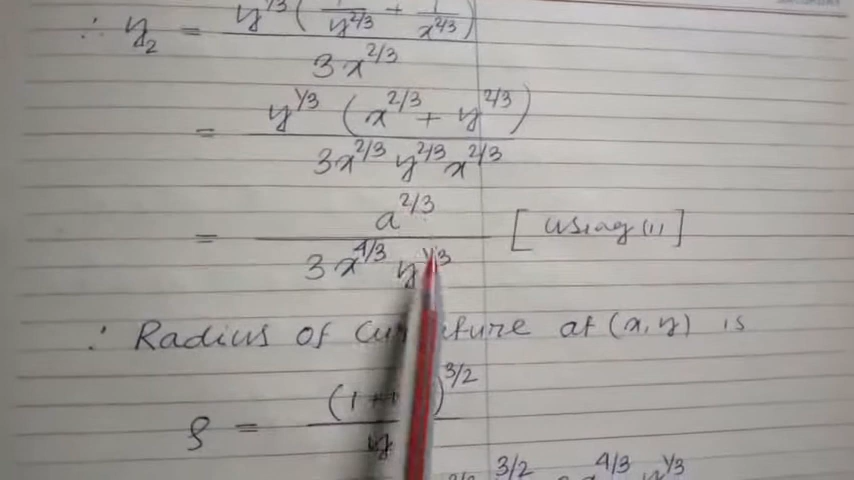 ∴ y₂ = y^1/3 ( 1/y^2/3 + 1/x^2/3 ) / 3x^2/3
= y^1/3 ( x^2/3 + y^2/3 ) / 3x^2/3 y^2/3 x^2/3
= a^2/3 / 3x^4/3 y^1/3 [ using (1) ]
∴ Radius of Curvature at (x, y) is
ρ = (1+ )^3/2 / y
3/2 x^4/3 y^1/3